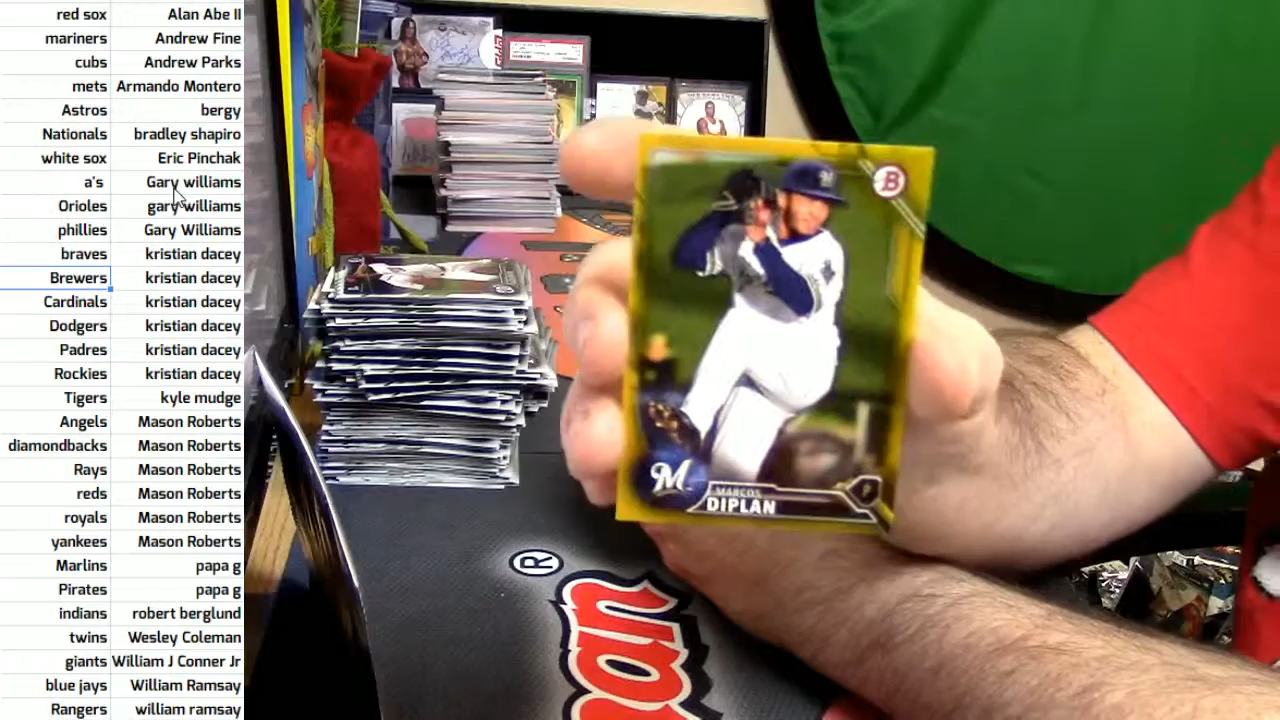 red sox Alan Abe II
mariners Andrew Fine
cubs Andrew Parks
mets Armando Montero
Astros bergy
Nationals bradley shapiro
white sox Eric Pinchak
a's Gary williams
Orioles gary williams
phillies Gary Williams
braves kristian dacey
Brewers kristian dacey
Cardinals kristian dacey
Dodgers kristian dacey
Padres kristian dacey
Rockies kristian dacey
Tigers kyle mudge
Angels Mason Roberts
diamondbacks Mason Roberts
Rays Mason Roberts
reds Mason Roberts
royals Mason Roberts
yankees Mason Roberts
Marlins papa g
Pirates papa g
indians robert berglund
twins Wesley Coleman
giants William J Conner Jr
blue jays William Ramsay
Rangers william ramsay
B
M
M
MARCOS
DIPLAN
P
®